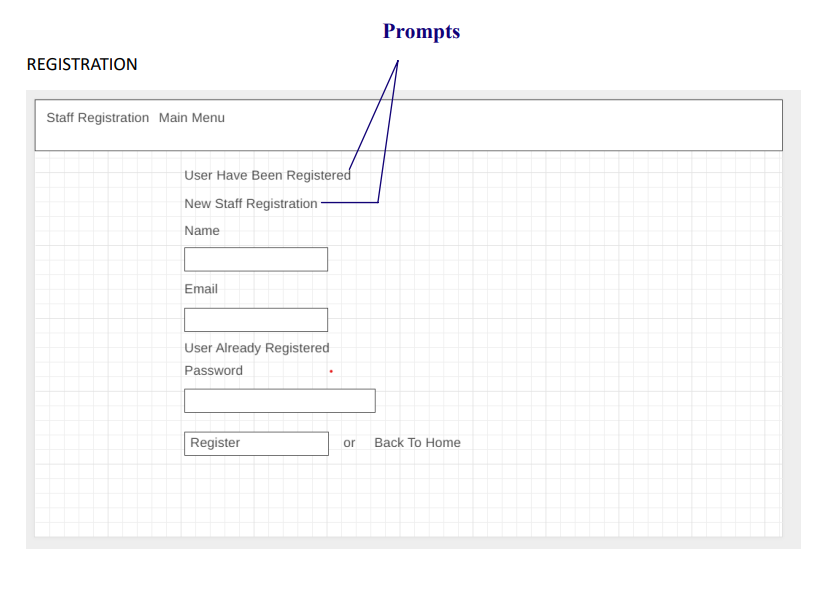 Prompts
REGISTRATION
Staff Registration Main Menu
User Have Been Registered
New Staff Registration
Name
Email
User Already Registered
Password
Register or Back To Home